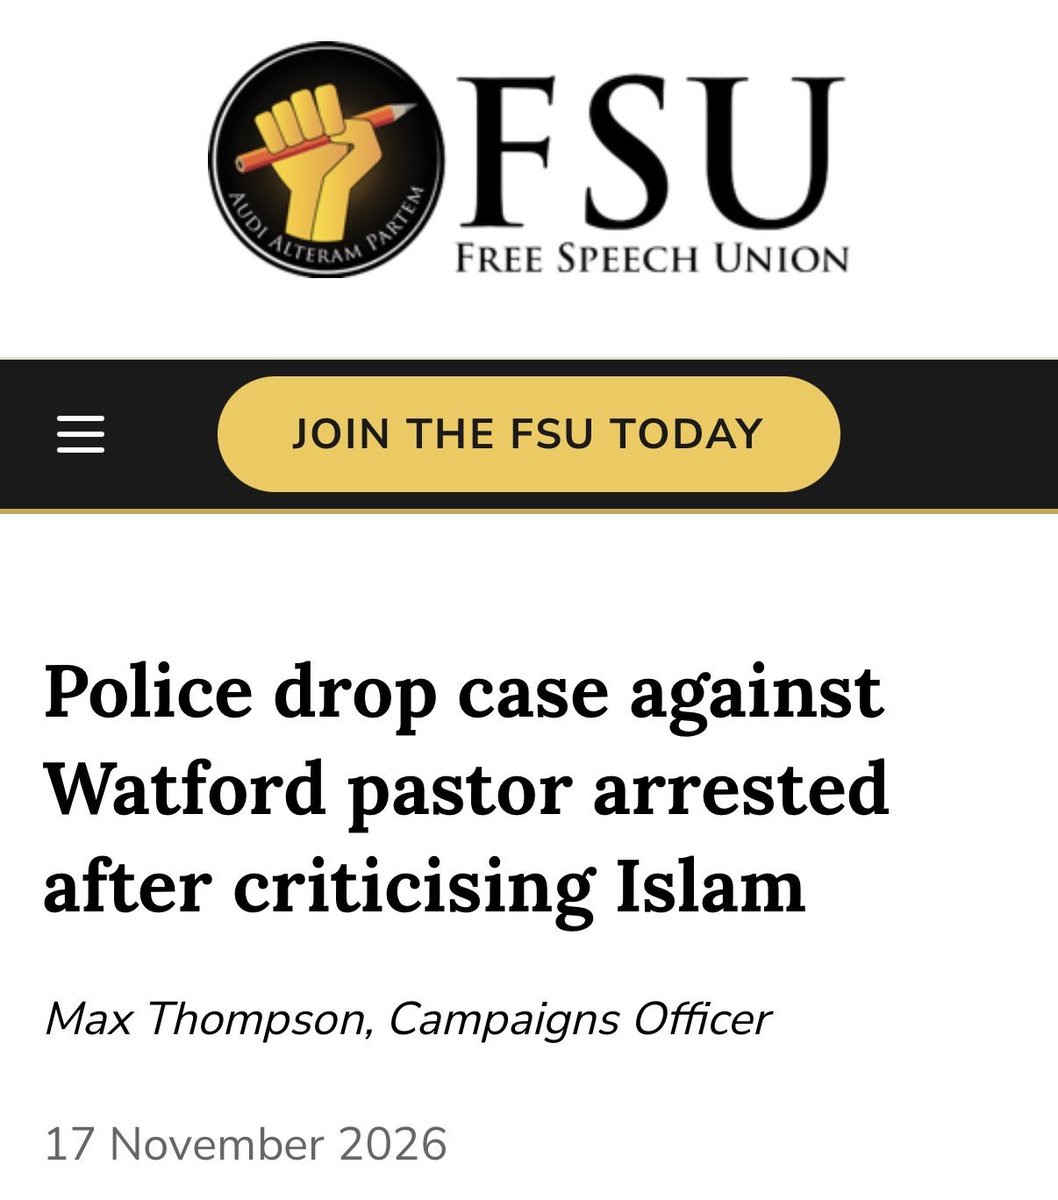 AUDI ALTERAM PARTEM
FSU
FREE SPEECH UNION
JOIN THE FSU TODAY
Police drop case against
Watford pastor arrested
after criticising Islam
Max Thompson, Campaigns Officer
17 November 2026